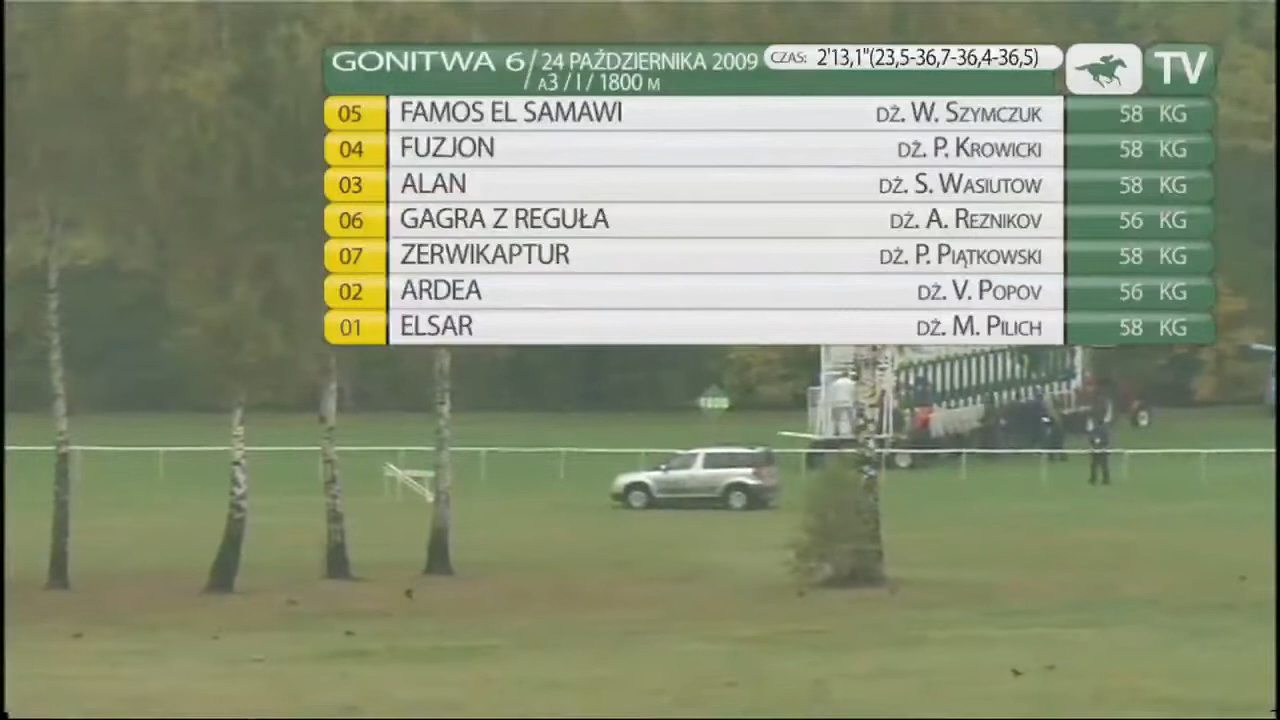 GONITWA 6 / 24 PAŹDZIERNIKA 2009 CZAS: 2'13,1"(23,5-36,7-36,4-36,5) TV
/ A3 / I / 1800 M
05 FAMOS EL SAMAWI DŻ. W. SZYMCZUK 58 KG
04 FUZJON DŻ. P. KROWICKI 58 KG
03 ALAN DŻ. S. WASIUTOW 58 KG
06 GAGRA Z REGUŁA DŻ. A. REZNIKOV 56 KG
07 ZERWIKAPTUR DŻ. P. PIĄTKOWSKI 58 KG
02 ARDEA DŻ. V. POPOV 56 KG
01 ELSAR DŻ. M. PILICH 58 KG